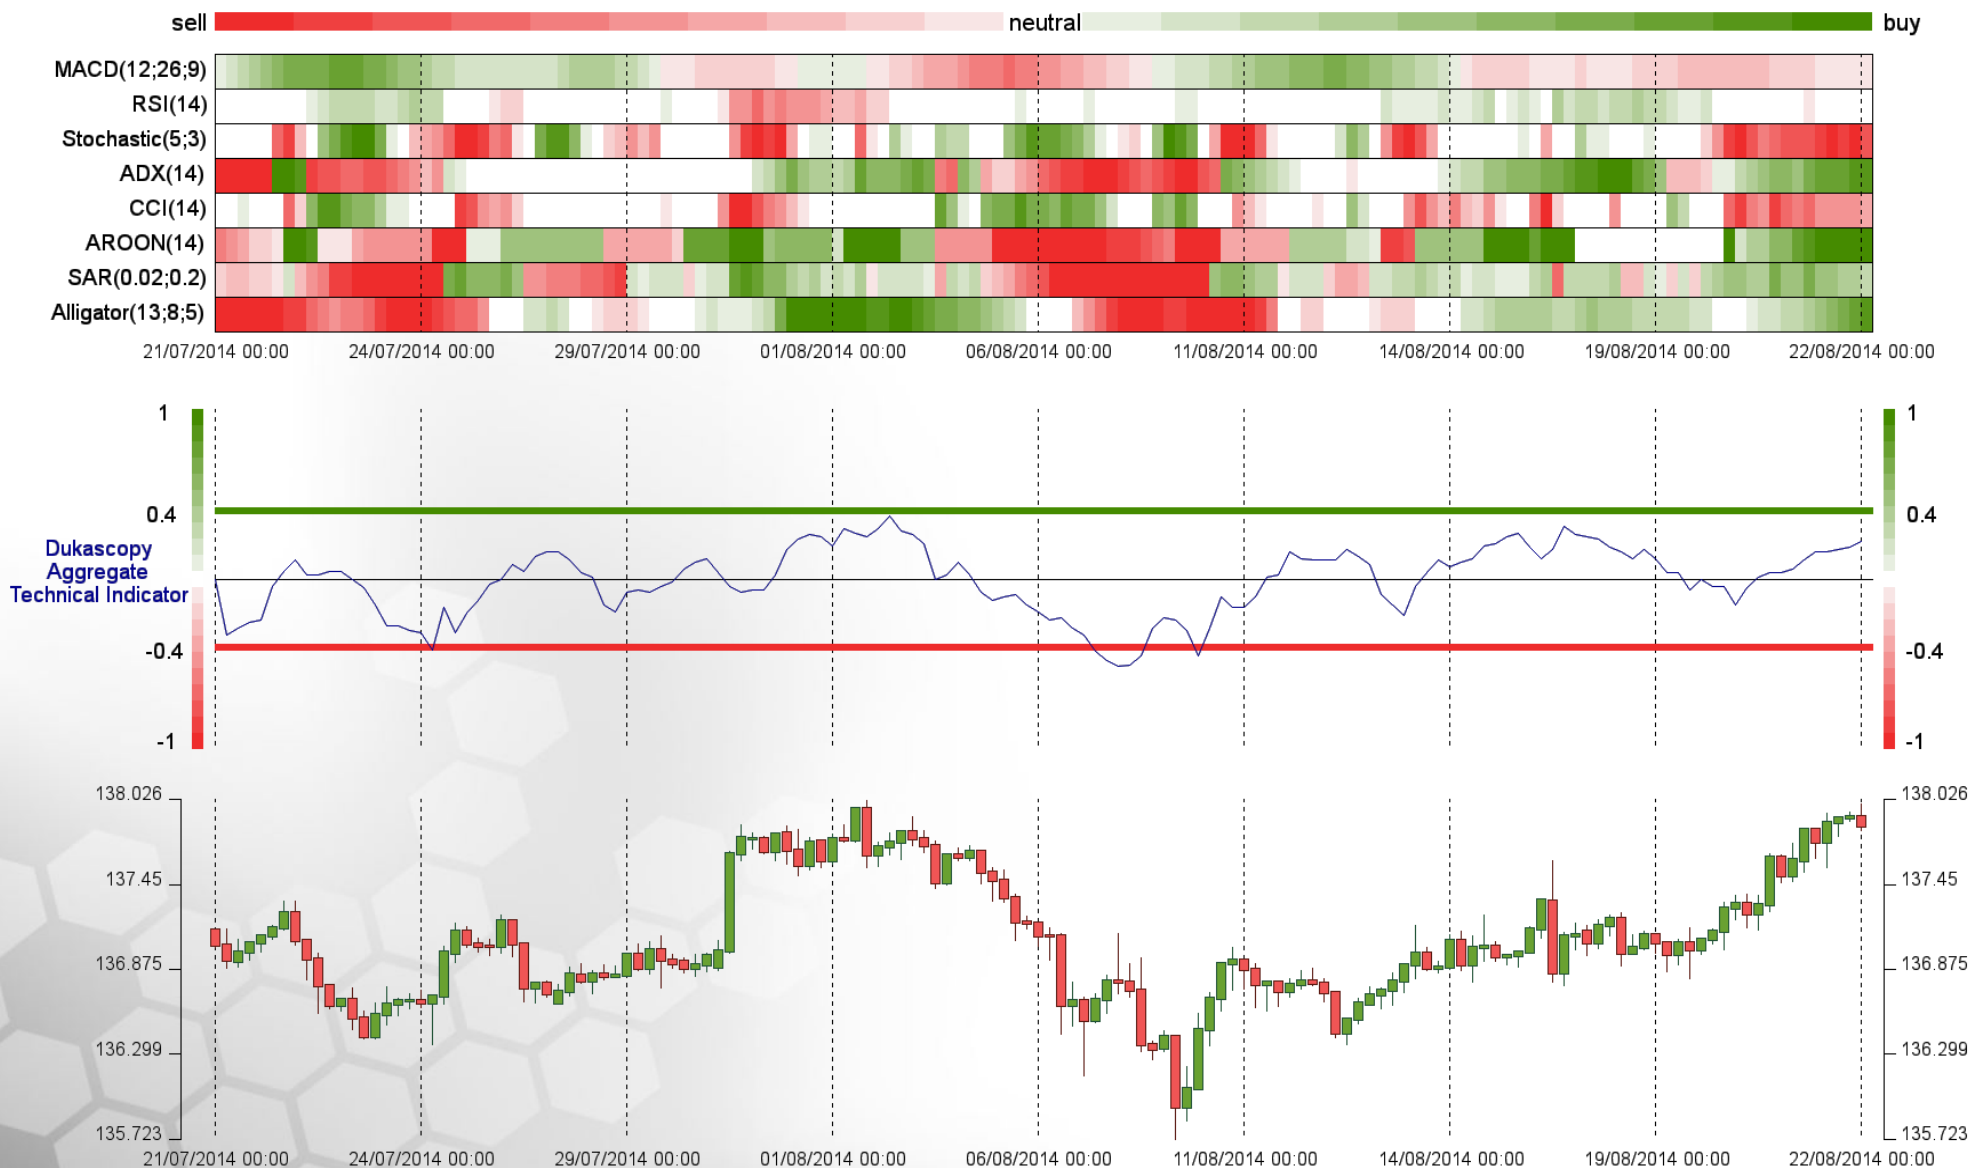 sell neutral buy
MACD(12;26;9)
RSI(14)
Stochastic(5;3)
ADX(14)
CCI(14)
AROON(14)
SAR(0.02;0.2)
Alligator(13;8;5)
21/07/2014 00:00 24/07/2014 00:00 29/07/2014 00:00 01/08/2014 00:00 06/08/2014 00:00 11/08/2014 00:00 14/08/2014 00:00 19/08/2014 00:00 22/08/2014 00:00
1 1
0.4 0.4
Dukascopy
Aggregate
Technical Indicator
-0.4 -0.4
-1 -1
138.026 138.026
137.45 137.45
136.875 136.875
136.299 136.299
135.723 135.723
21/07/2014 00:00 24/07/2014 00:00 29/07/2014 00:00 01/08/2014 00:00 06/08/2014 00:00 11/08/2014 00:00 14/08/2014 00:00 19/08/2014 00:00 22/08/2014 00:00